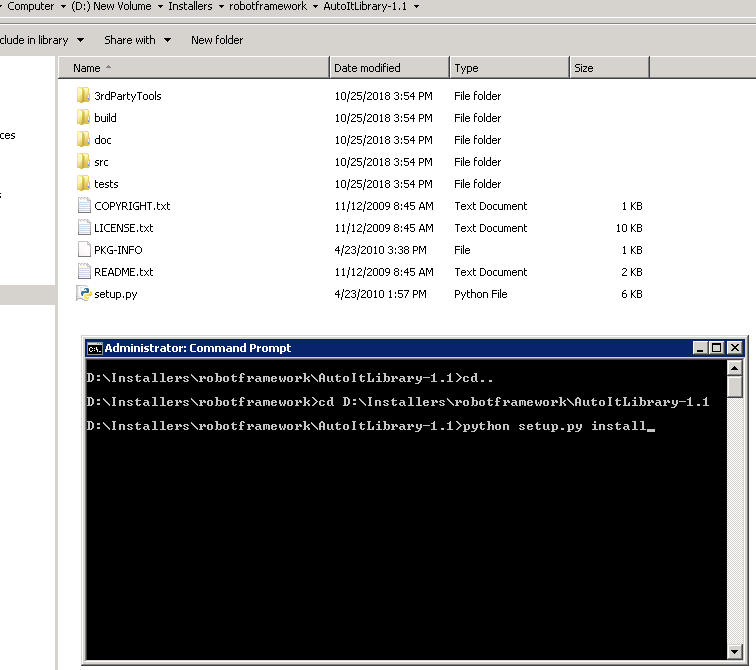 Computer (D:) New Volume Installers robotframework AutoItLibrary-1.1
clude in library Share with New folder
Name Date modified Type Size
3rdPartyTools 10/25/2018 3:54 PM File folder
build 10/25/2018 3:54 PM File folder
ces
doc 10/25/2018 3:54 PM File folder
src 10/25/2018 3:54 PM File folder
tests 10/25/2018 3:54 PM File folder
COPYRIGHT.txt 11/12/2009 8:45 AM Text Document 1 KB
LICENSE.txt 11/12/2009 8:45 AM Text Document 10 KB
PKG-INFO 4/23/2010 3:38 PM File 1 KB
README.txt 11/12/2009 8:45 AM Text Document 2 KB
setup.py 4/23/2010 1:57 PM Python File 6 KB
C:\. Administrator: Command Prompt
D:\Installers\robotframework\AutoItLibrary-1.1>cd..
D:\Installers\robotframework>cd D:\Installers\robotframework\AutoItLibrary-1.1
D:\Installers\robotframework\AutoItLibrary-1.1>python setup.py install_